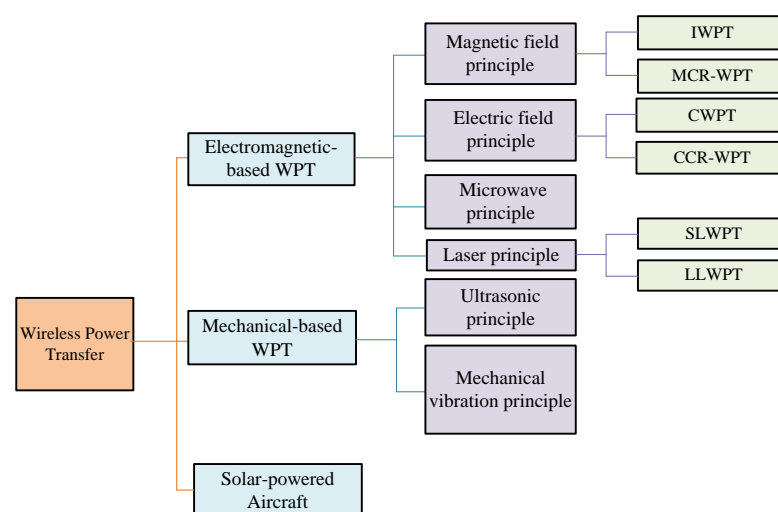 Wireless Power
Transfer
Electromagnetic-
based WPT
Mechanical-based
WPT
Solar-powered
Aircraft
Magnetic field
principle
Electric field
principle
Microwave
principle
Laser principle
Ultrasonic
principle
Mechanical
vibration principle
IWPT
MCR-WPT
CWPT
CCR-WPT
SLWPT
LLWPT